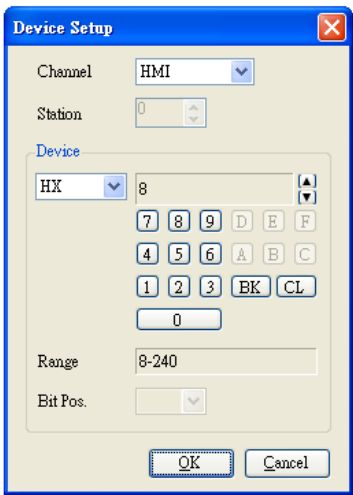 Device Setup
Channel HMI
Station 0
Device
HX 8
7 8 9 D E F
4 5 6 A B C
1 2 3 BK CL
0
Range 8-240
Bit Pos.
OK Cancel